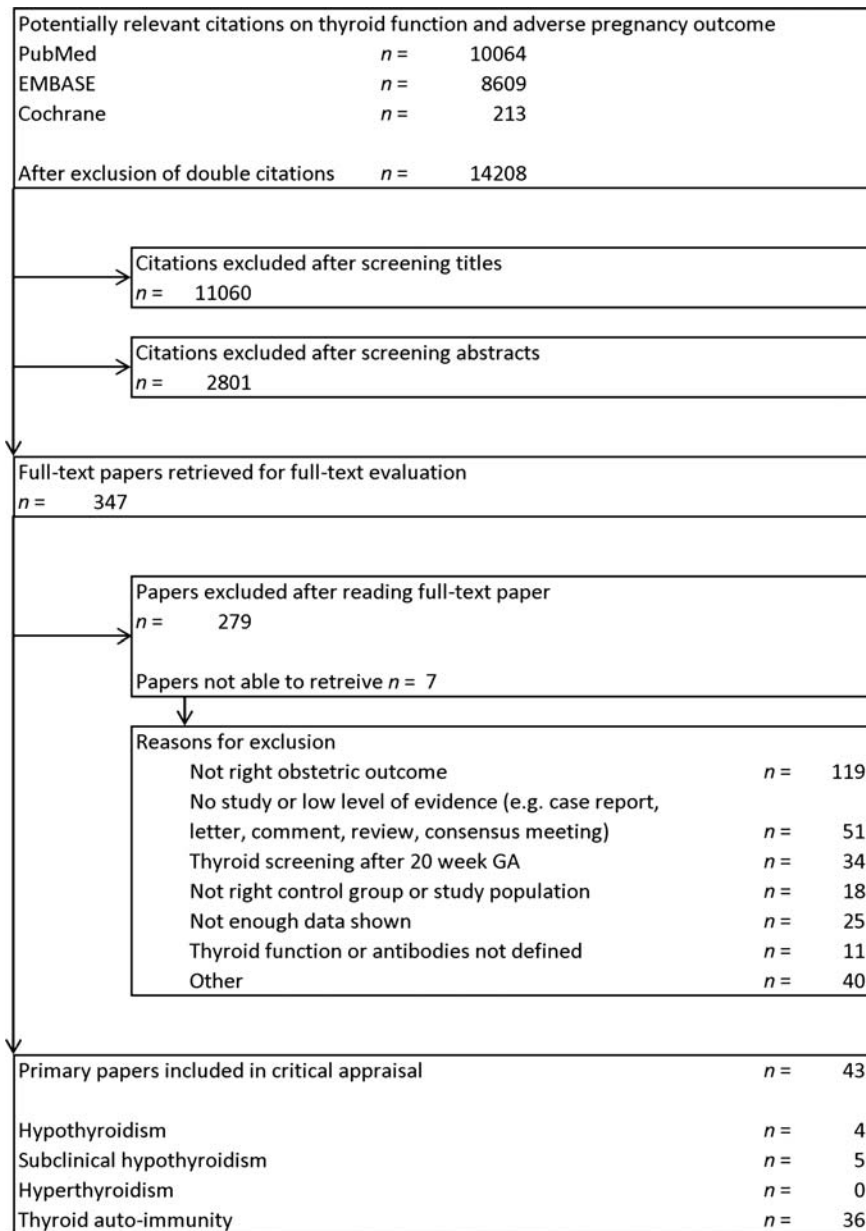 Potentially relevant citations on thyroid function and adverse pregnancy outcome
PubMed n = 10064
EMBASE n = 8609
Cochrane n = 213
After exclusion of double citations n = 14208
Citations excluded after screening titles
n = 11060
Citations excluded after screening abstracts
n = 2801
Full-text papers retrieved for full-text evaluation
n = 347
Papers excluded after reading full-text paper
n = 279
Papers not able to retreive n = 7
Reasons for exclusion
Not right obstetric outcome n = 119
No study or low level of evidence (e.g. case report,
letter, comment, review, consensus meeting) n = 51
Thyroid screening after 20 week GA n = 34
Not right control group or study population n = 18
Not enough data shown n = 25
Thyroid function or antibodies not defined n = 11
Other n = 40
Primary papers included in critical appraisal n = 43
Hypothyroidism n = 4
Subclinical hypothyroidism n = 5
Hyperthyroidism n = 0
Thyroid auto-immunity n = 36